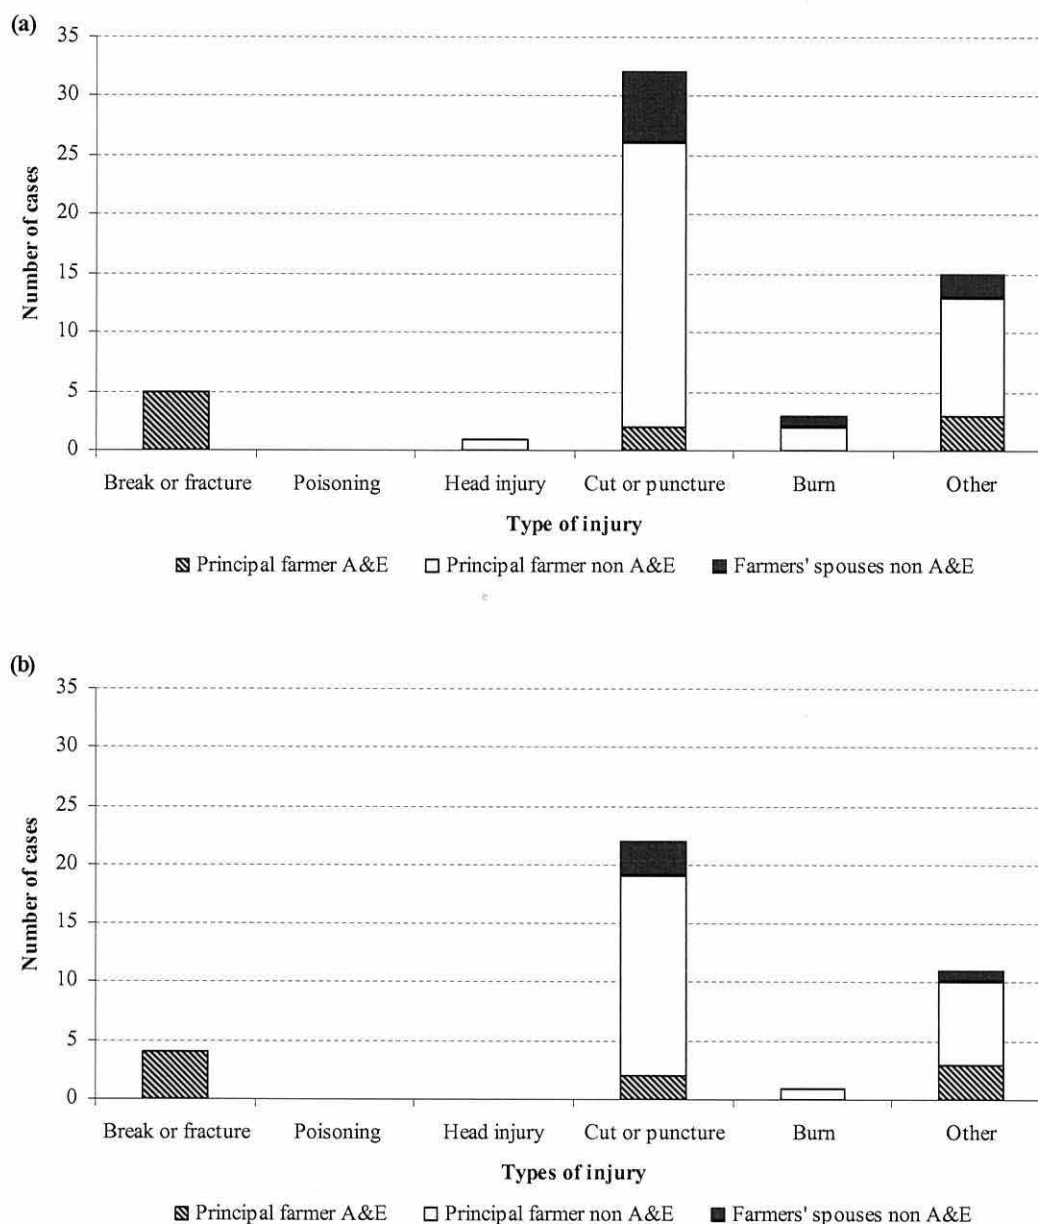 (a)
35
30
25
20
15
10
5
0
Number of cases
Break or fracture Poisoning Head injury Cut or puncture Burn Other
Type of injury
Principal farmer A&E Principal farmer non A&E Farmers' spouses non A&E
(b)
35
30
25
20
15
10
5
0
Number of cases
Break or fracture Poisoning Head injury Cut or puncture Burn Other
Types of injury
Principal farmer A&E Principal farmer non A&E Farmers' spouses non A&E